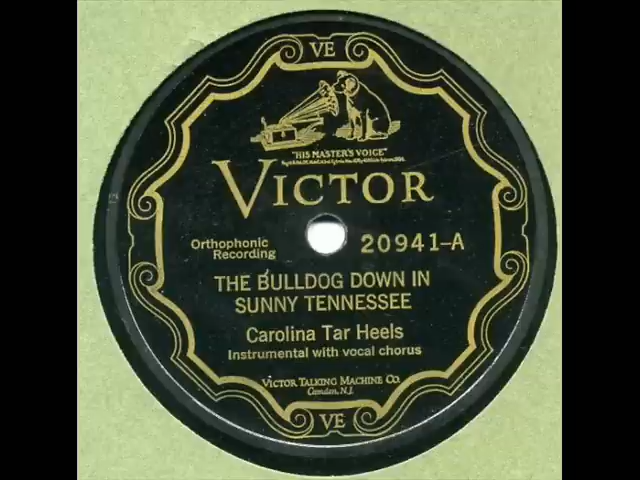 VE
"HIS MASTER'S VOICE"
VICTOR
Orthophonic
Recording
20941-A
THE BULLDOG DOWN IN
SUNNY TENNESSEE
Carolina Tar Heels
Instrumental with vocal chorus
VICTOR TALKING MACHINE CO.
Camden, N.J.
VE